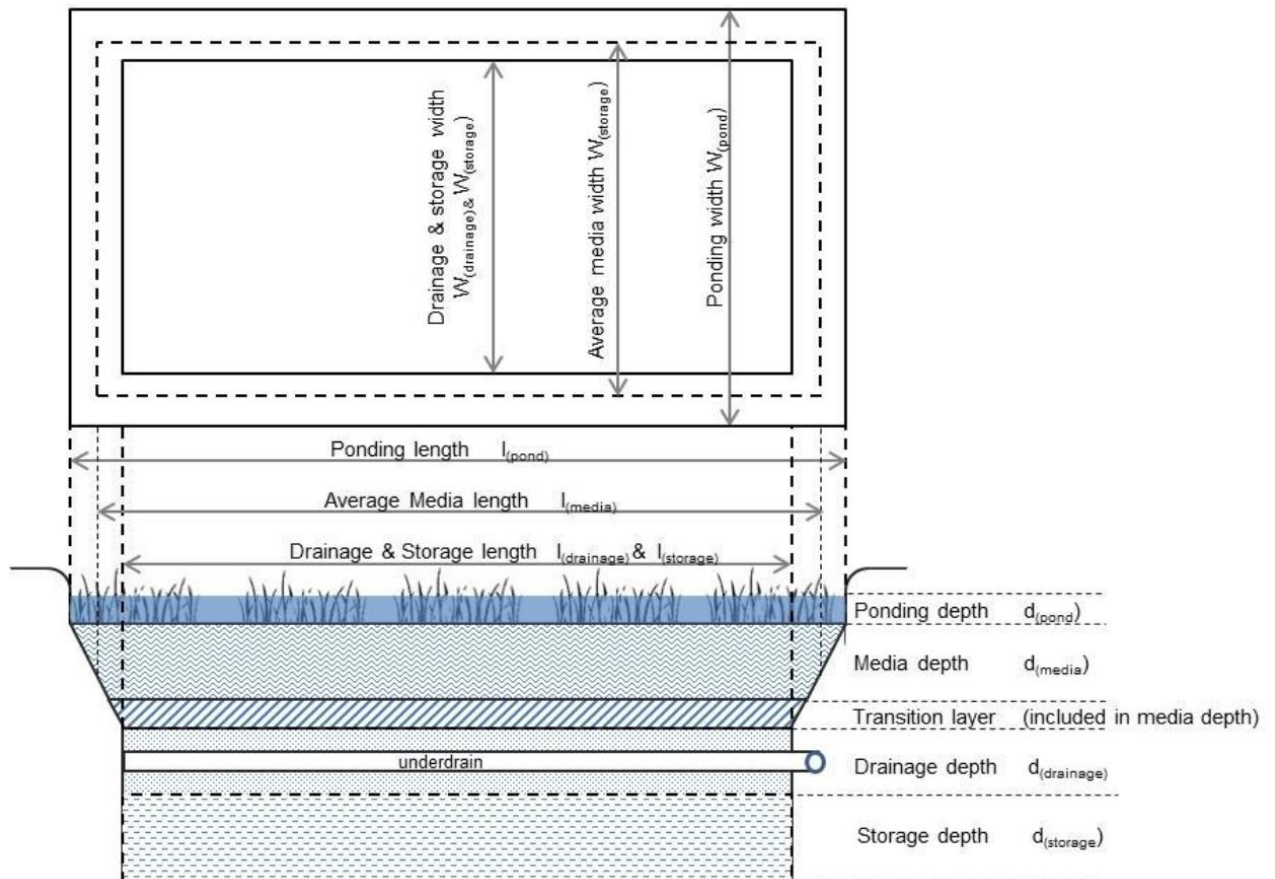 Drainage & storage width
W(drainage)& W(storage)
Average media width W(storage)
Ponding width W(pond)
Ponding length l(pond)
Average Media length l(media)
Drainage & Storage length l(drainage) & l(storage)
Ponding depth d(pond)
Media depth d(media)
Transition layer (included in media depth)
underdrain
Drainage depth d(drainage)
Storage depth d(storage)